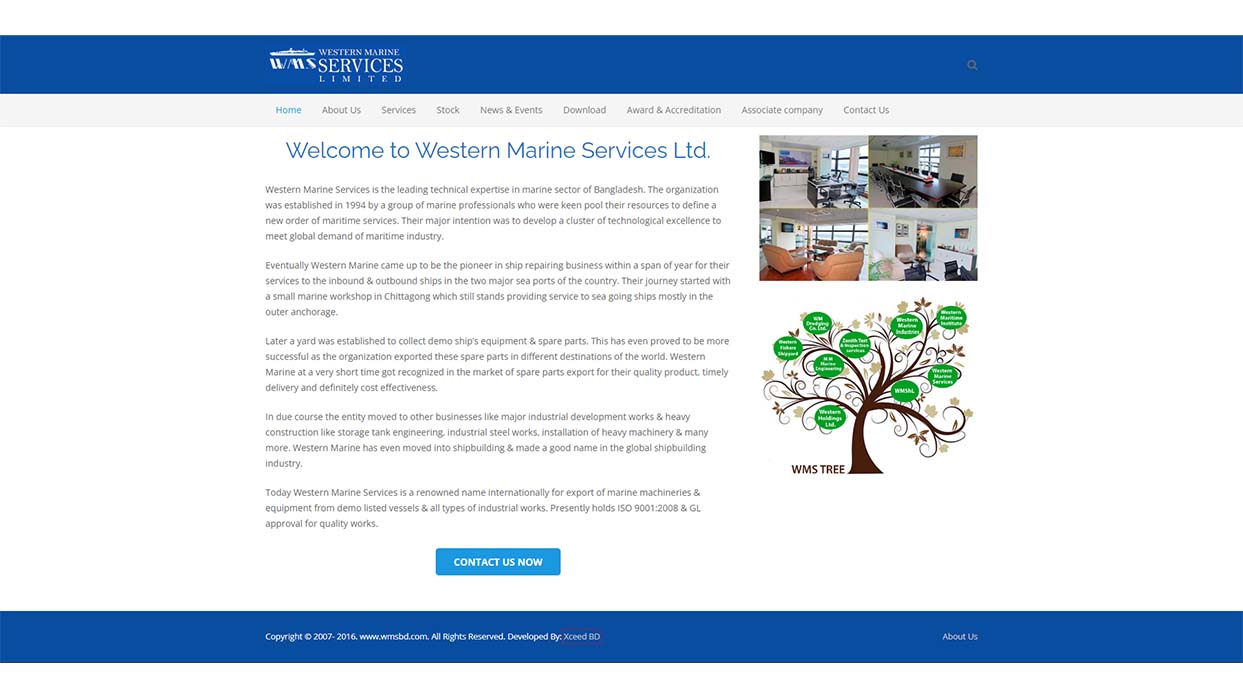 WMS WESTERN MARINE
SERVICES
LIMITED
Home About Us Services Stock News & Events Download Award & Accreditation Associate company Contact Us
Welcome to Western Marine Services Ltd.
Western Marine Services is the leading technical expertise in marine sector of Bangladesh. The organization
was established in 1994 by a group of marine professionals who were keen pool their resources to define a
new order of maritime services. Their major intention was to develop a cluster of technological excellence to
meet global demand of maritime industry.
Eventually Western Marine came up to be the pioneer in ship repairing business within a span of year for their
services to the inbound & outbound ships in the two major sea ports of the country. Their journey started with
a small marine workshop in Chittagong which still stands providing service to sea going ships mostly in the
outer anchorage.
Later a yard was established to collect demo ship's equipment & spare parts. This has even proved to be more
successful as the organization exported these spare parts in different destinations of the world. Western
Marine at a very short time got recognized in the market of spare parts export for their quality product, timely
delivery and definitely cost effectiveness.
In due course the entity moved to other businesses like major industrial development works & heavy
construction like storage tank engineering, industrial steel works, installation of heavy machinery & many
more. Western Marine has even moved into shipbuilding & made a good name in the global shipbuilding
industry.
Today Western Marine Services is a renowned name internationally for export of marine machineries &
equipment from demo listed vessels & all types of industrial works. Presently holds ISO 9001:2008 & GL
approval for quality works.
CONTACT US NOW
WM
Dredging
Co. Ltd.
Western
Marine
Industries
Western
Maritime
Institute
Western
Fishers
Shipyard
Zenith Test
& Inspection
services
M M
Marine
Engineering
Western
Marine
Services
WMShL
Western
Holdings
Ltd.
WMS TREE
Copyright © 2007- 2016. www.wmsbd.com. All Rights Reserved. Developed By: Xceed BD
About Us